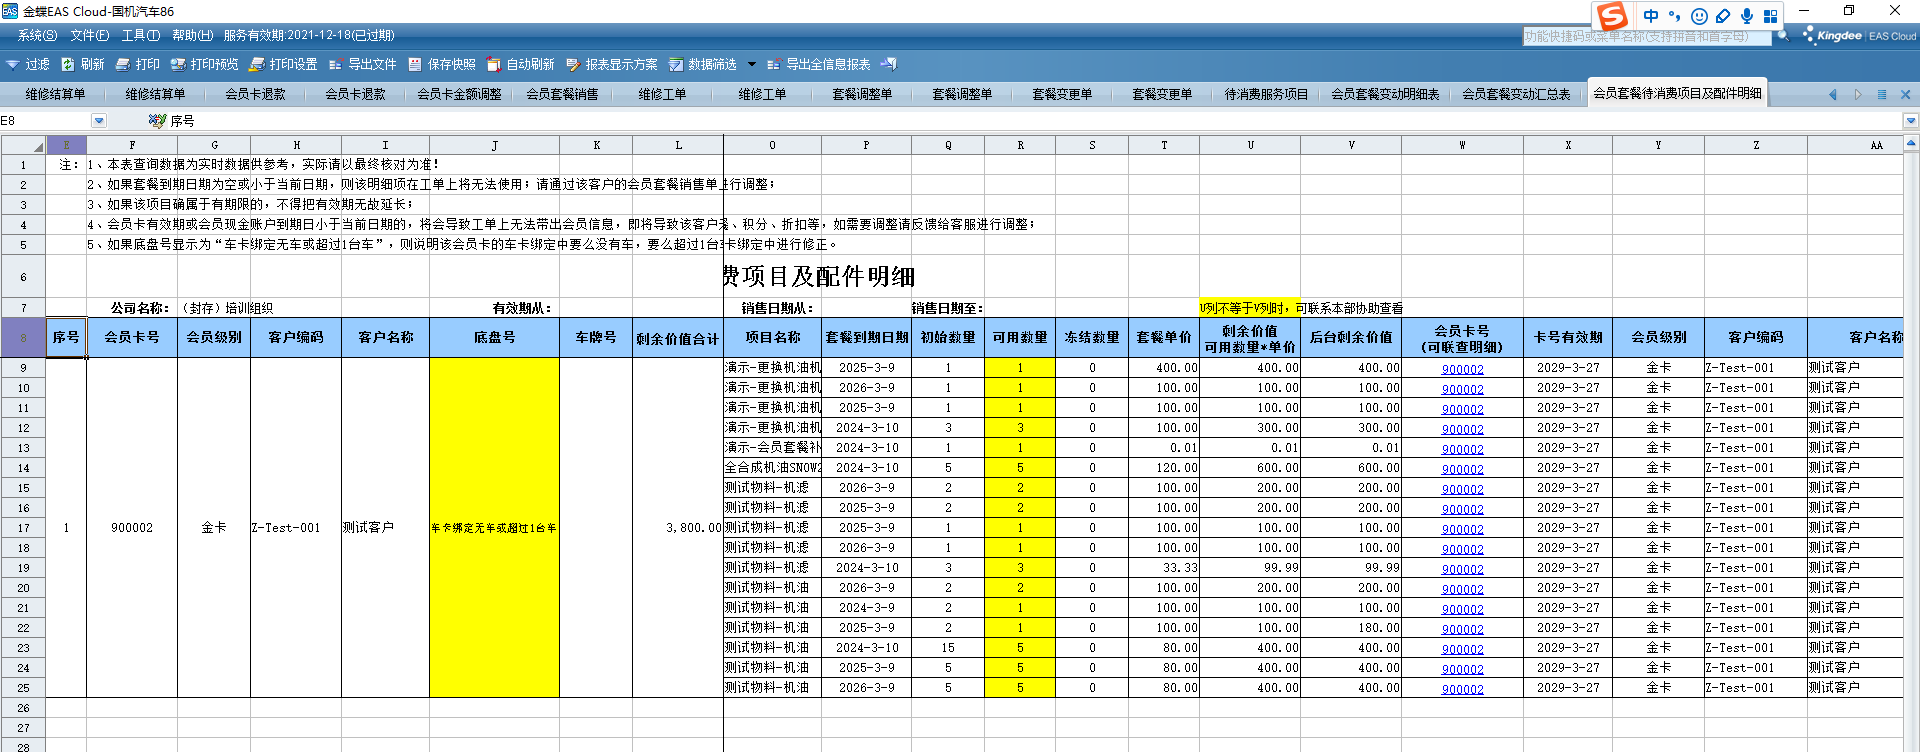 金蝶EAS Cloud-国机汽车86
中
系统(S) 文件(F) 工具(T) 帮助(H) 服务有效期:2021-12-18(已过期)
功能快捷码或菜单名称(支持拼音和首字母)
Kingdee EAS Cloud
过滤 刷新 打印 打印预览 打印设置 导出文件 保存快照 自动刷新 报表显示方案 数据筛选 导出全信息报表
维修结算单 维修结算单 会员卡退款 会员卡退款 会员卡金额调整 会员套餐销售 维修工单 维修工单 套餐调整单 套餐调整单 套餐变更单 套餐变更单 待消费服务项目 会员套餐变动明细表 会员套餐变动汇总表 会员套餐待消费项目及配件明细
E8 序号
E F G H I J K L O P Q R S T U V W X Y Z AA
1 注: 1、本表查询数据为实时数据供参考，实际请以最终核对为准!
2 2、如果套餐到期日期为空或小于当前日期，则该明细项在工单上将无法使用；请通过该客户的会员套餐销售单进行调整；
3 3、如果该项目确属于有期限的，不得把有效期无故延长；
4 4、会员卡有效期或会员现金账户到期日小于当前日期的，将会导致工单上无法带出会员信息，即将导致该客户 、积分、折扣等，如需要调整请反馈给客服进行调整；
5 5、如果底盘号显示为“车卡绑定无车或超过1台车”，则说明该会员卡的车卡绑定中要么没有车，要么超过1台 卡绑定中进行修正。
6 费项目及配件明细
7 公司名称: （封存）培训组织 有效期从: 销售日期从: 销售日期至: U列不等于V列时，可联系本部协助查看
8 序号 会员卡号 会员级别 客户编码 客户名称 底盘号 车牌号 剩余价值合计 项目名称 套餐到期日期 初始数量 可用数量 冻结数量 套餐单价 剩余价值 可用数量*单价 后台剩余价值 会员卡号 (可联查明细) 卡号有效期 会员级别 客户编码 客户名称
9 演示-更换机油机 2025-3-9 1 1 0 400.00 400.00 400.00 900002 2029-3-27 金卡 Z-Test-001 测试客户
10 演示-更换机油机 2026-3-9 1 1 0 100.00 100.00 100.00 900002 2029-3-27 金卡 Z-Test-001 测试客户
11 演示-更换机油机 2025-3-9 1 1 0 100.00 100.00 100.00 900002 2029-3-27 金卡 Z-Test-001 测试客户
12 演示-更换机油机 2024-3-10 3 3 0 100.00 300.00 300.00 900002 2029-3-27 金卡 Z-Test-001 测试客户
13 演示-会员套餐补 2024-3-10 1 1 0 0.01 0.01 0.01 900002 2029-3-27 金卡 Z-Test-001 测试客户
14 全合成机油SNOW2 2024-3-10 5 5 0 120.00 600.00 600.00 900002 2029-3-27 金卡 Z-Test-001 测试客户
15 测试物料-机滤 2026-3-9 2 2 0 100.00 200.00 200.00 900002 2029-3-27 金卡 Z-Test-001 测试客户
16 测试物料-机滤 2025-3-9 2 2 0 100.00 200.00 200.00 900002 2029-3-27 金卡 Z-Test-001 测试客户
17 1 900002 金卡 Z-Test-001 测试客户 车卡绑定无车或超过1台车 3,800.00 测试物料-机滤 2025-3-9 1 1 0 100.00 100.00 100.00 900002 2029-3-27 金卡 Z-Test-001 测试客户
18 测试物料-机滤 2026-3-9 1 1 0 100.00 100.00 100.00 900002 2029-3-27 金卡 Z-Test-001 测试客户
19 测试物料-机滤 2024-3-10 3 3 0 33.33 99.99 99.99 900002 2029-3-27 金卡 Z-Test-001 测试客户
20 测试物料-机油 2026-3-9 2 2 0 100.00 200.00 200.00 900002 2029-3-27 金卡 Z-Test-001 测试客户
21 测试物料-机油 2024-3-9 2 1 0 100.00 100.00 100.00 900002 2029-3-27 金卡 Z-Test-001 测试客户
22 测试物料-机油 2025-3-9 2 1 0 100.00 100.00 180.00 900002 2029-3-27 金卡 Z-Test-001 测试客户
23 测试物料-机油 2024-3-10 15 5 0 80.00 400.00 400.00 900002 2029-3-27 金卡 Z-Test-001 测试客户
24 测试物料-机油 2025-3-9 5 5 0 80.00 400.00 400.00 900002 2029-3-27 金卡 Z-Test-001 测试客户
25 测试物料-机油 2026-3-9 5 5 0 80.00 400.00 400.00 900002 2029-3-27 金卡 Z-Test-001 测试客户
26
27
28